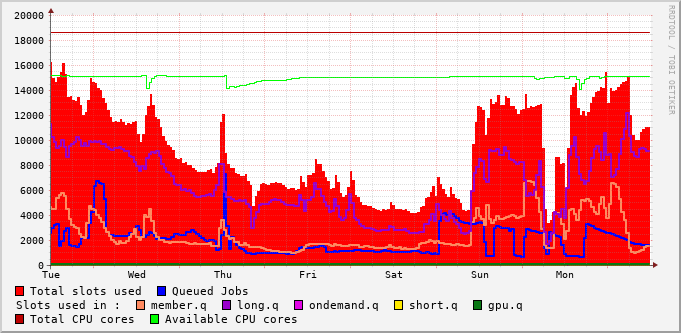 20000
18000
16000
14000
12000
10000
8000
6000
4000
2000
0
Tue Wed Thu Fri Sat Sun Mon
RRDTOOL / TOBI OETIKER
Total slots used Queued Jobs
Slots used in : member.q long.q ondemand.q short.q gpu.q
Total CPU cores Available CPU cores